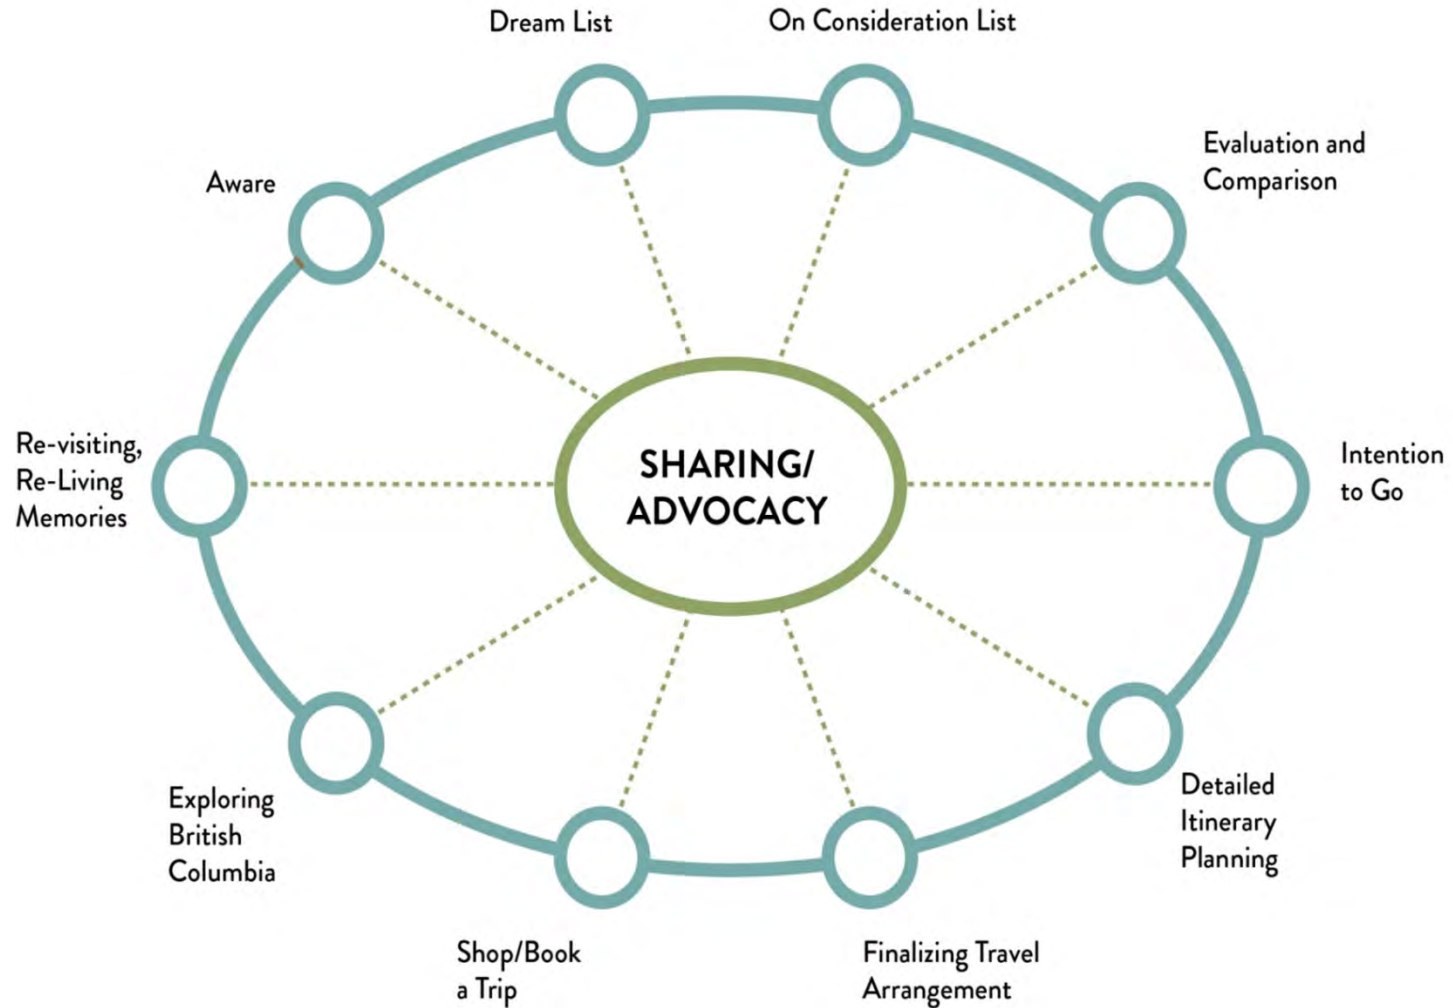 Dream List
On Consideration List
Evaluation and
Comparison
Aware
Re-visiting,
Re-Living
Memories
SHARING/
ADVOCACY
Intention
to Go
Exploring
British
Columbia
Detailed
Itinerary
Planning
Shop/Book
a Trip
Finalizing Travel
Arrangement